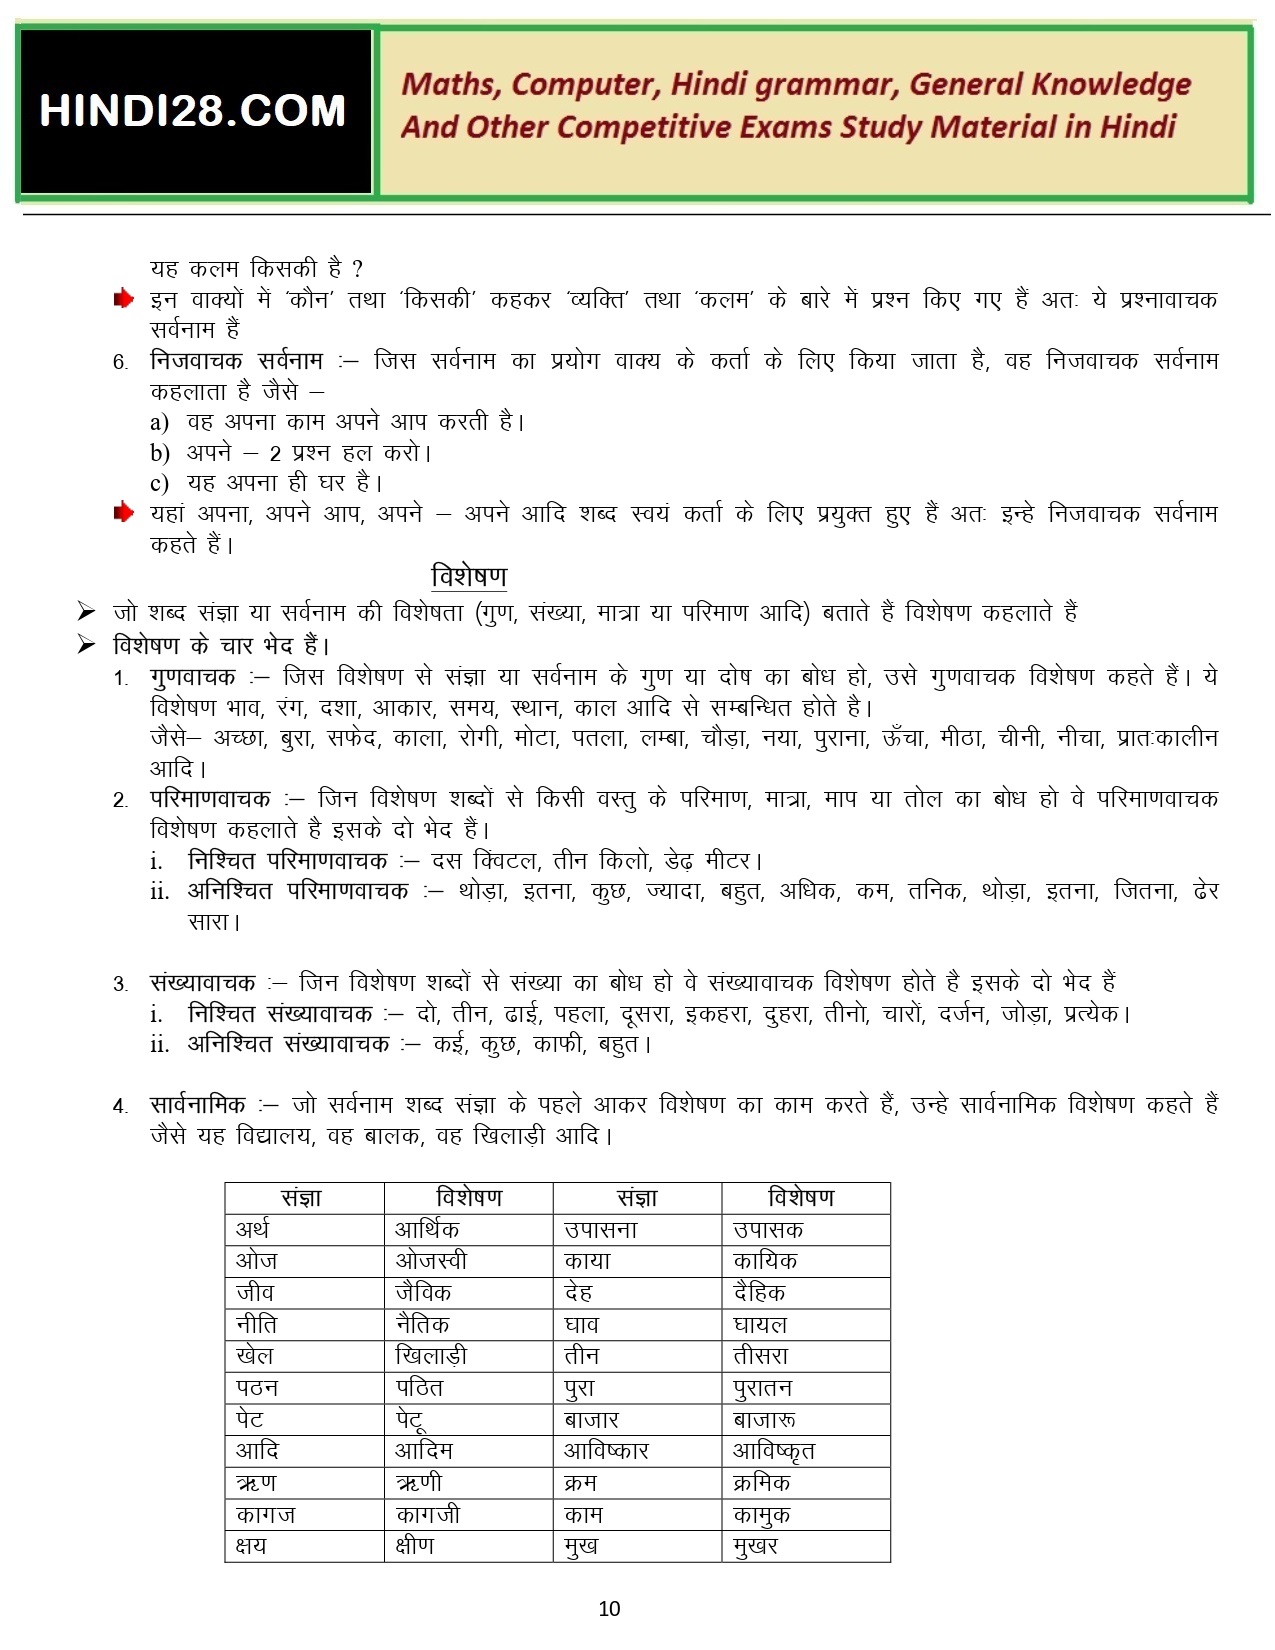 HINDI28.COM
Maths, Computer, Hindi grammar, General Knowledge
And Other Competitive Exams Study Material in Hindi
यह कलम किसकी है ?
इन वाक्यों में ‘कौन’ तथा ‘किसकी’ कहकर ‘व्यक्ति’ तथा ‘कलम’ के बारे में प्रश्न किए गए हैं अतः ये प्रश्नावाचक
सर्वनाम हैं
6. निजवाचक सर्वनाम :– जिस सर्वनाम का प्रयोग वाक्य के कर्ता के लिए किया जाता है, वह निजवाचक सर्वनाम
कहलाता है जैसे –
a) वह अपना काम अपने आप करती है।
b) अपने – 2 प्रश्न हल करो।
c) यह अपना ही घर है।
यहां अपना, अपने आप, अपने – अपने आदि शब्द स्वयं कर्ता के लिए प्रयुक्त हुए हैं अतः इन्हे निजवाचक सर्वनाम
कहते हैं।
विशेषण
जो शब्द संज्ञा या सर्वनाम की विशेषता (गुण, संख्या, मात्रा या परिमाण आदि) बताते हैं विशेषण कहलाते हैं
विशेषण के चार भेद हैं।
1. गुणवाचक :– जिस विशेषण से संज्ञा या सर्वनाम के गुण या दोष का बोध हो, उसे गुणवाचक विशेषण कहते हैं। ये
विशेषण भाव, रंग, दशा, आकार, समय, स्थान, काल आदि से सम्बन्धित होते है।
जैसे– अच्छा, बुरा, सफेद, काला, रोगी, मोटा, पतला, लम्बा, चौड़ा, नया, पुराना, ऊँचा, मीठा, चीनी, नीचा, प्रातःकालीन
आदि।
2. परिमाणवाचक :– जिन विशेषण शब्दों से किसी वस्तु के परिमाण, मात्रा, माप या तोल का बोध हो वे परिमाणवाचक
विशेषण कहलाते है इसके दो भेद हैं।
i. निश्चित परिमाणवाचक :– दस क्विंटल, तीन किलो, डेढ़ मीटर।
ii. अनिश्चित परिमाणवाचक :– थोड़ा, इतना, कुछ, ज्यादा, बहुत, अधिक, कम, तनिक, थोड़ा, इतना, जितना, ढेर
सारा।
3. संख्यावाचक :– जिन विशेषण शब्दों से संख्या का बोध हो वे संख्यावाचक विशेषण होते है इसके दो भेद हैं
i. निश्चित संख्यावाचक :– दो, तीन, ढाई, पहला, दूसरा, इकहरा, दुहरा, तीनो, चारों, दर्जन, जोड़ा, प्रत्येक।
ii. अनिश्चित संख्यावाचक :– कई, कुछ, काफी, बहुत।
4. सार्वनामिक :– जो सर्वनाम शब्द संज्ञा के पहले आकर विशेषण का काम करते हैं, उन्हे सार्वनामिक विशेषण कहते हैं
जैसे यह विद्यालय, वह बालक, वह खिलाड़ी आदि।
संज्ञा विशेषण संज्ञा विशेषण
अर्थ आर्थिक उपासना उपासक
ओज ओजस्वी काया कायिक
जीव जैविक देह दैहिक
नीति नैतिक घाव घायल
खेल खिलाड़ी तीन तीसरा
पठन पठित पुरा पुरातन
पेट पेटू बाजार बाजारू
आदि आदिम आविष्कार आविष्कृत
ऋण ऋणी क्रम क्रमिक
कागज कागजी काम कामुक
क्षय क्षीण मुख मुखर
10